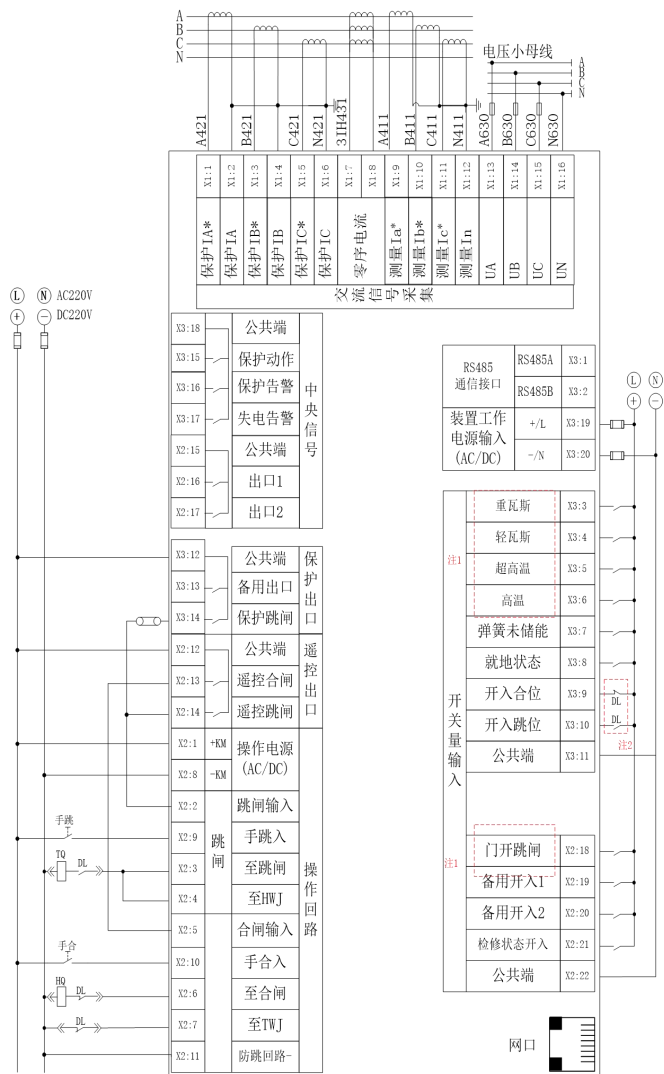 A
B
C
N
电压小母线
A
B
C
N
A421
B421
C421
N421
3IH431
A411
B411
C411
N411
A630
B630
C630
N630
X1:1
X1:2
X1:3
X1:4
X1:5
X1:6
X1:7
X1:8
X1:9
X1:10
X1:11
X1:12
X1:13
X1:14
X1:15
X1:16
保护IA*
保护IA
保护IB*
保护IB
保护IC*
保护IC
零序电流
测量Ia*
测量Ib*
测量Ic*
测量In
UA
UB
UC
UN
交流信号采集
L N AC220V
+ − DC220V
X3:18 公共端
X3:15 保护动作
X3:16 保护告警
X3:17 失电告警
X2:15 公共端
X2:16 出口1
X2:17 出口2
中央信号
X3:12 公共端
X3:13 备用出口
X3:14 保护跳闸
保护出口
X2:12 公共端
X2:13 遥控合闸
X2:14 遥控跳闸
遥控出口
X2:1 +KM
X2:8 -KM
操作电源
(AC/DC)
X2:2 跳闸输入
手跳
X2:9 手跳入
TQ
DL
X2:3 至跳闸
X2:4 至HWJ
跳闸
X2:5 合闸输入
手合
X2:10 手合入
HQ
DL
X2:6 至合闸
DL
X2:7 至TWJ
X2:11 防跳回路-
操作回路
RS485
通信接口
RS485A X3:1
RS485B X3:2
L N
+ −
装置工作
电源输入
(AC/DC)
+/L X3:19
-/N X3:20
重瓦斯 X3:3
轻瓦斯 X3:4
注1
超高温 X3:5
高温 X3:6
弹簧未储能 X3:7
就地状态 X3:8
开入合位 X3:9
DL
开入跳位 X3:10
DL
注2
公共端 X3:11
开关量输入
门开跳闸 X2:18
注1
备用开入1 X2:19
备用开入2 X2:20
检修状态开入 X2:21
公共端 X2:22
网口